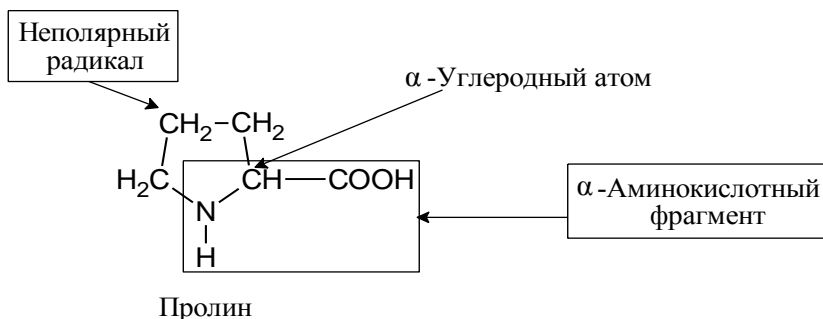 Неполярный
радикал
α-Углеродный атом
CH₂–CH₂
H₂C CH COOH
N
H
α-Аминокислотный
фрагмент
Пролин